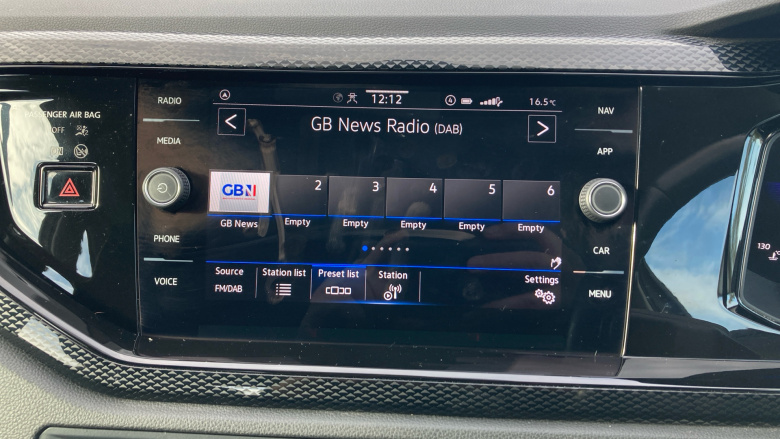 PASSENGER AIR BAG
OFF
RADIO
MEDIA
PHONE
VOICE
12:12
4
16.5°C
< GB News Radio (DAB) >
GBN 2 3 4 5 6
GB News Empty Empty Empty Empty Empty
Source Station list Preset list Station Settings
FM/DAB
NAV
APP
CAR
MENU
130